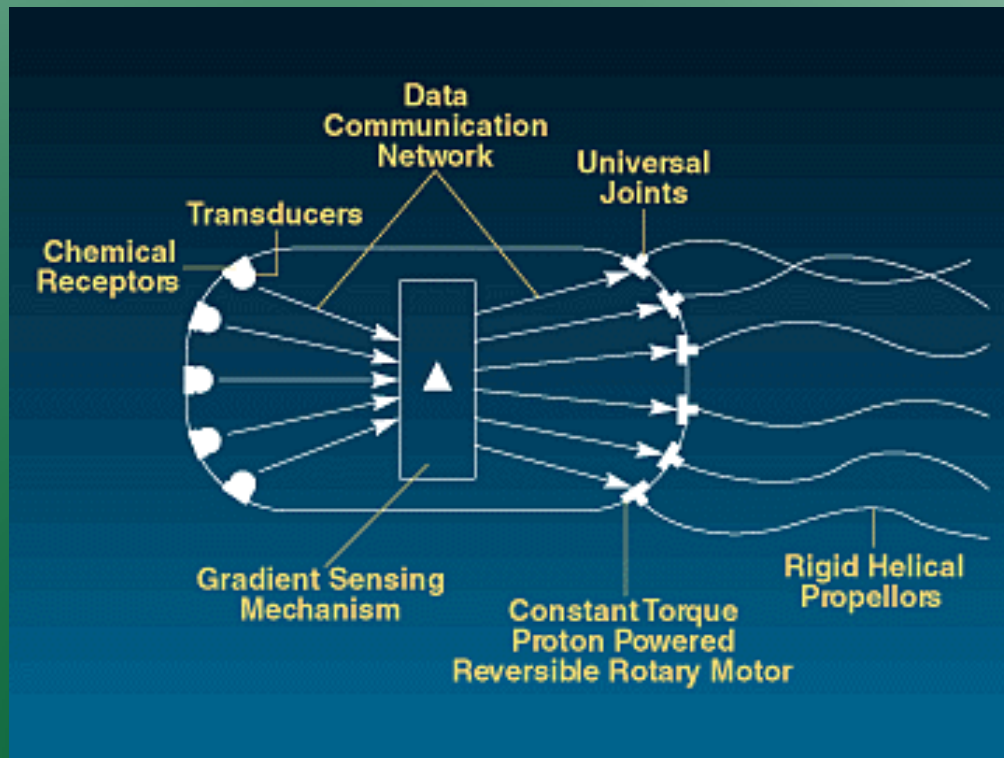 Data
Communication
Network
Universal
Joints
Transducers
Chemical
Receptors
Gradient Sensing
Mechanism
Constant Torque
Proton Powered
Reversible Rotary Motor
Rigid Helical
Propellors